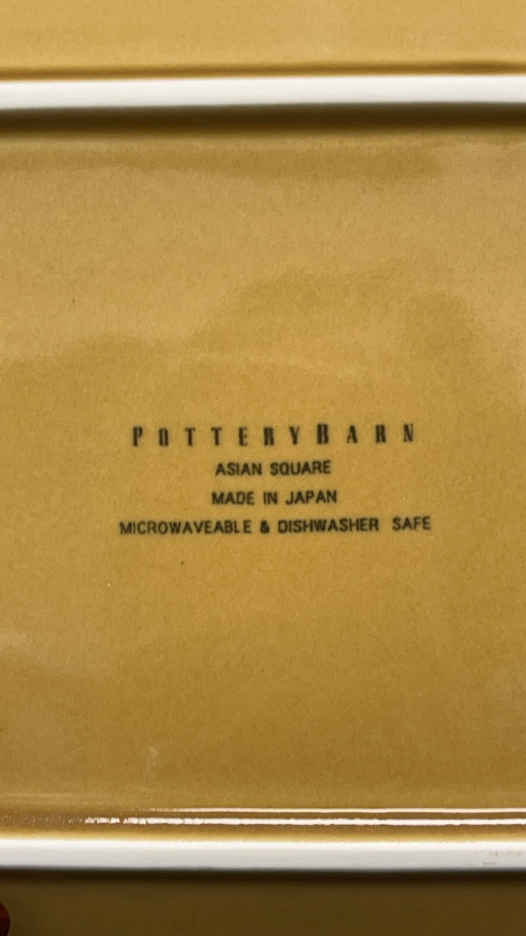 POTTERYBARN
ASIAN SQUARE
MADE IN JAPAN
MICROWAVEABLE & DISHWASHER SAFE